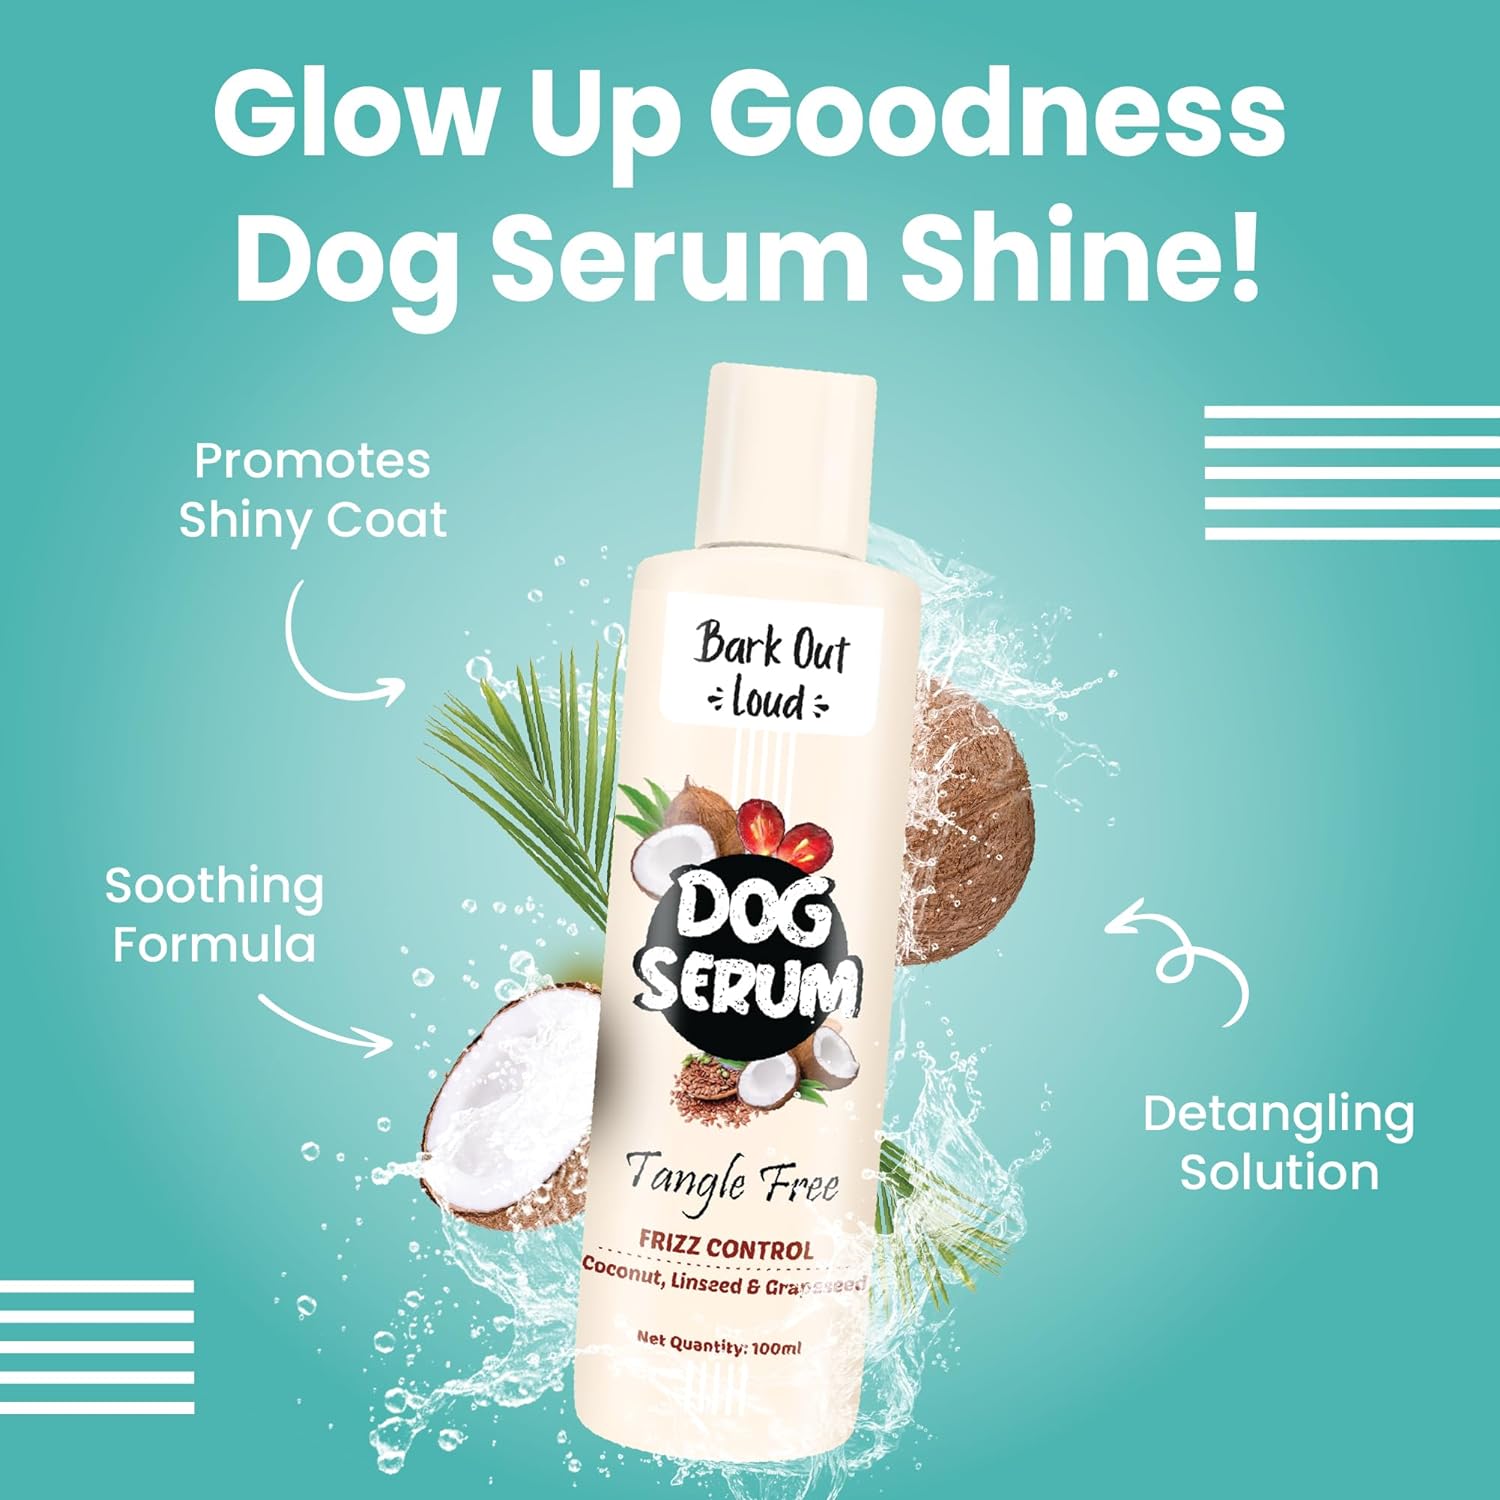 Glow Up Goodness
Dog Serum Shine!
Promotes
Shiny Coat
Soothing
Formula
Detangling
Solution
Bark Out
Loud
DOG
SERUM
Tangle Free
FRIZZ CONTROL
Coconut, Linseed & Grapeseed
Net Quantity: 100ml